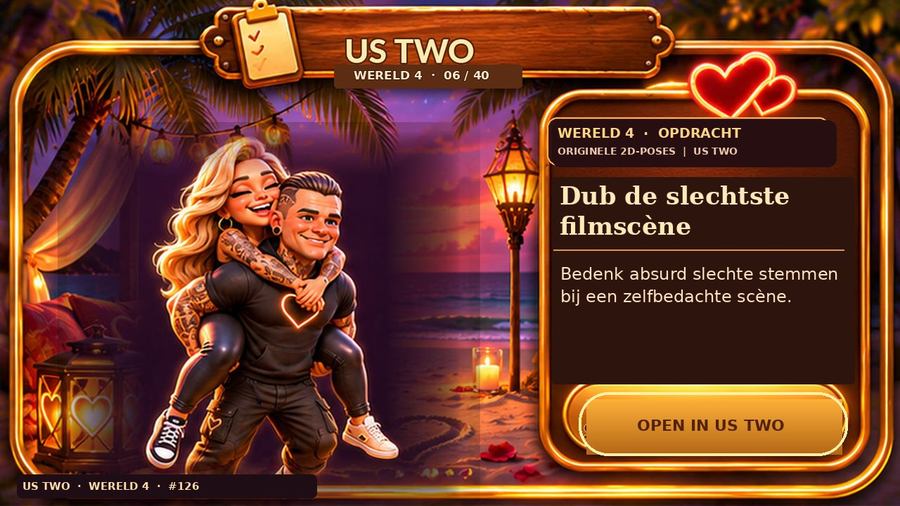 US TWO
WERELD 4 · 06 / 40
WERELD 4 · OPDRACHT
ORIGINELE 2D-POSES | US TWO
Dub de slechtste
filmscène
Bedenk absurd slechte stemmen
bij een zelfbedachte scène.
OPEN IN US TWO
US TWO · WERELD 4 · #126